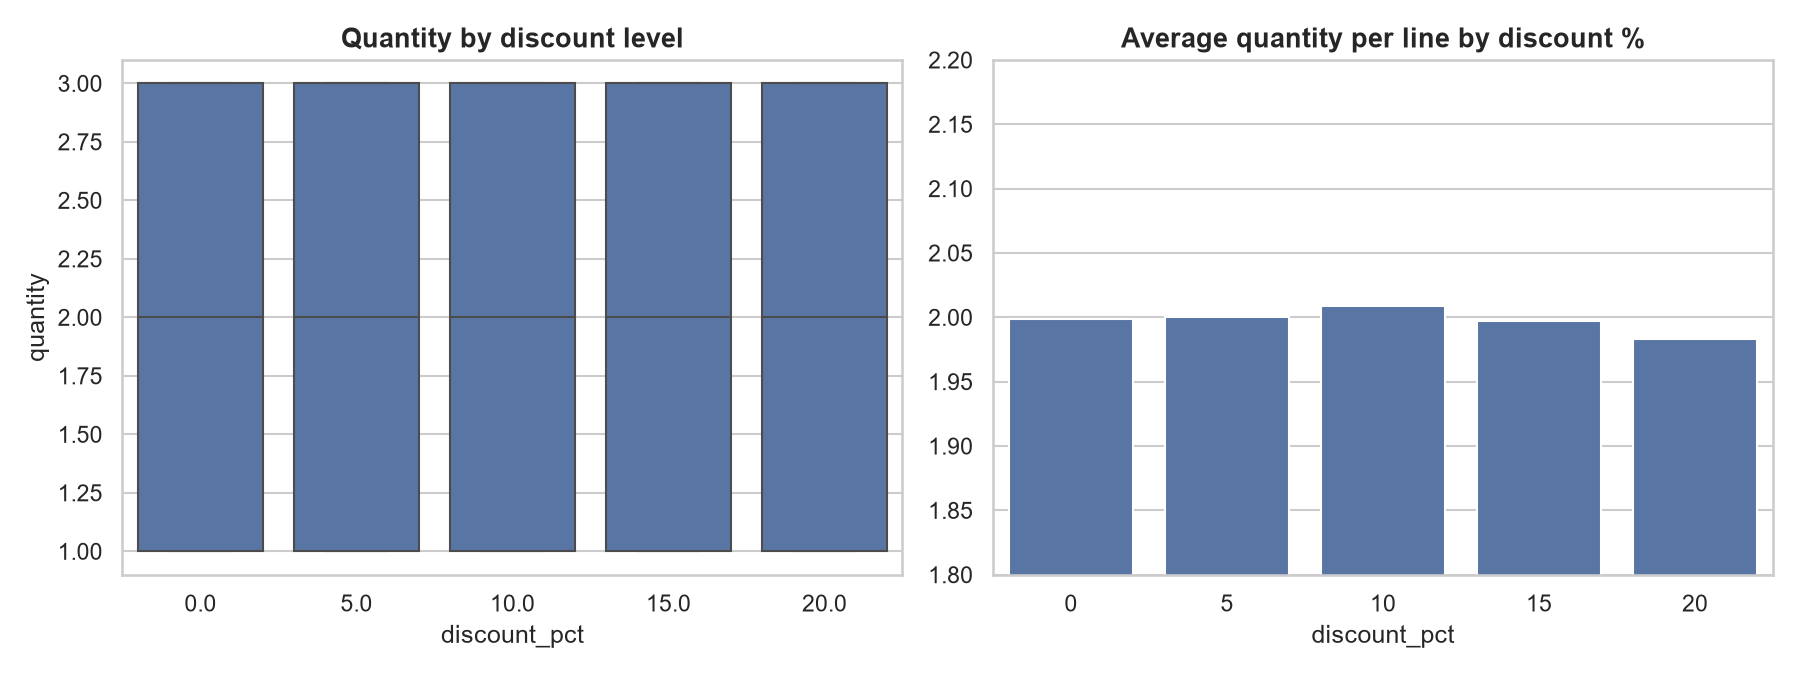 Quantity by discount level
3.00
2.75
2.50
2.25
2.00
1.75
1.50
1.25
1.00
quantity
0.0 5.0 10.0 15.0 20.0
discount_pct
Average quantity per line by discount %
2.20
2.15
2.10
2.05
2.00
1.95
1.90
1.85
1.80
0 5 10 15 20
discount_pct